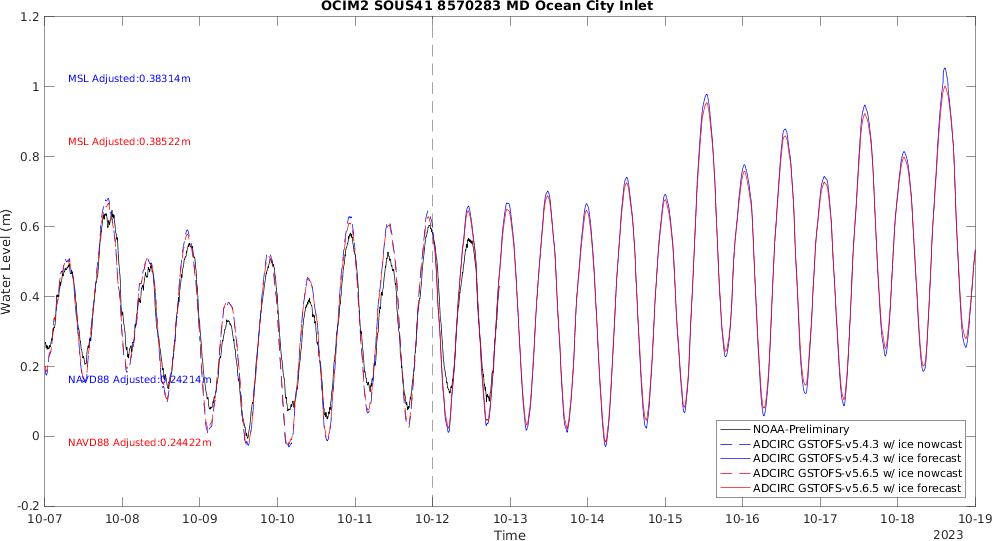 OCIM2 SOUS41 8570283 MD Ocean City Inlet
1.2
1
0.8
0.6
0.4
0.2
0
-0.2
Water Level (m)
MSL Adjusted:0.38314m
MSL Adjusted:0.38522m
NAVD88 Adjusted:0.24214m
NAVD88 Adjusted:0.24422m
NOAA-Preliminary
ADCIRC GSTOFS-v5.4.3 w/ ice nowcast
ADCIRC GSTOFS-v5.4.3 w/ ice forecast
ADCIRC GSTOFS-v5.6.5 w/ ice nowcast
ADCIRC GSTOFS-v5.6.5 w/ ice forecast
10-07 10-08 10-09 10-10 10-11 10-12 10-13 10-14 10-15 10-16 10-17 10-18 10-19
Time
2023